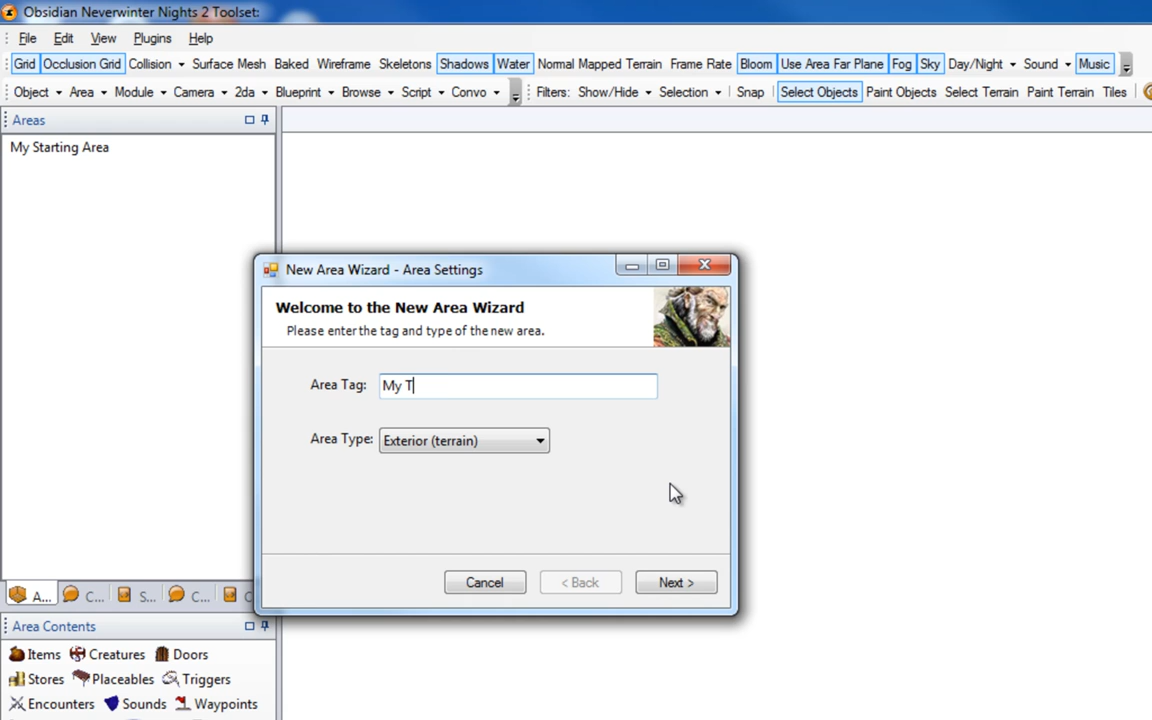 Obsidian Neverwinter Nights 2 Toolset:
File Edit View Plugins Help
Grid Occlusion Grid Collision Surface Mesh Baked Wireframe Skeletons Shadows Water Normal Mapped Terrain Frame Rate Bloom Use Area Far Plane Fog Sky Day/Night Sound Music
Object Area Module Camera 2da Blueprint Browse Script Convo Filters: Show/Hide Selection Snap Select Objects Paint Objects Select Terrain Paint Terrain Tiles
Areas
My Starting Area
New Area Wizard - Area Settings
Welcome to the New Area Wizard
Please enter the tag and type of the new area.
Area Tag: My T
Area Type: Exterior (terrain)
Cancel < Back Next >
A... C... S... C... C
Area Contents
Items Creatures Doors
Stores Placeables Triggers
Encounters Sounds Waypoints